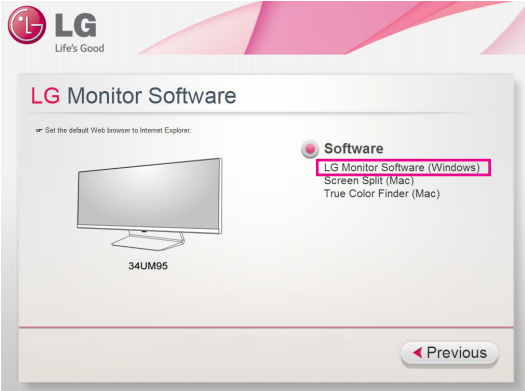 LG
Life's Good
LG Monitor Software
☞ Set the default Web browser to Internet Explorer.
Software
LG Monitor Software (Windows)
Screen Split (Mac)
True Color Finder (Mac)
34UM95
Previous